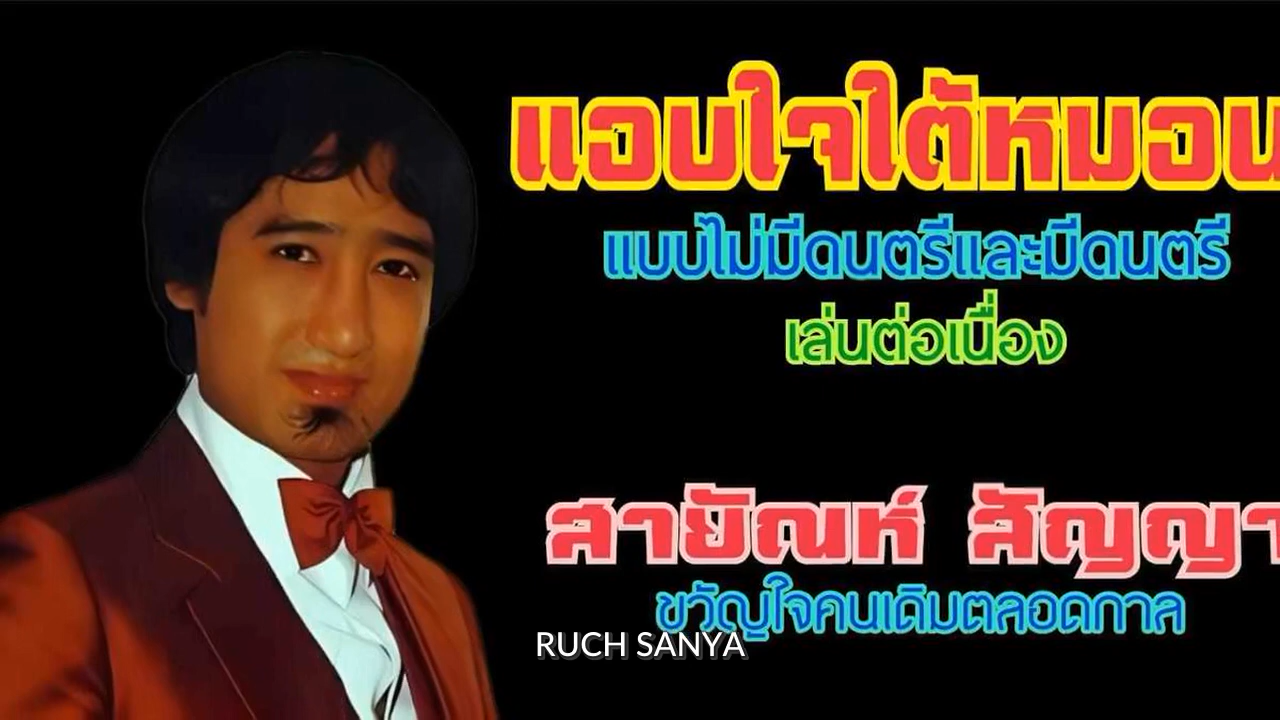 แอบใจใต้หมอน
แบบไม่มีดนตรีและมีดนตรี
เล่นต่อเนื่อง
สายัณห์ สัญญา
ขวัญใจคนเดิมตลอดกาล
RUCH SANYA